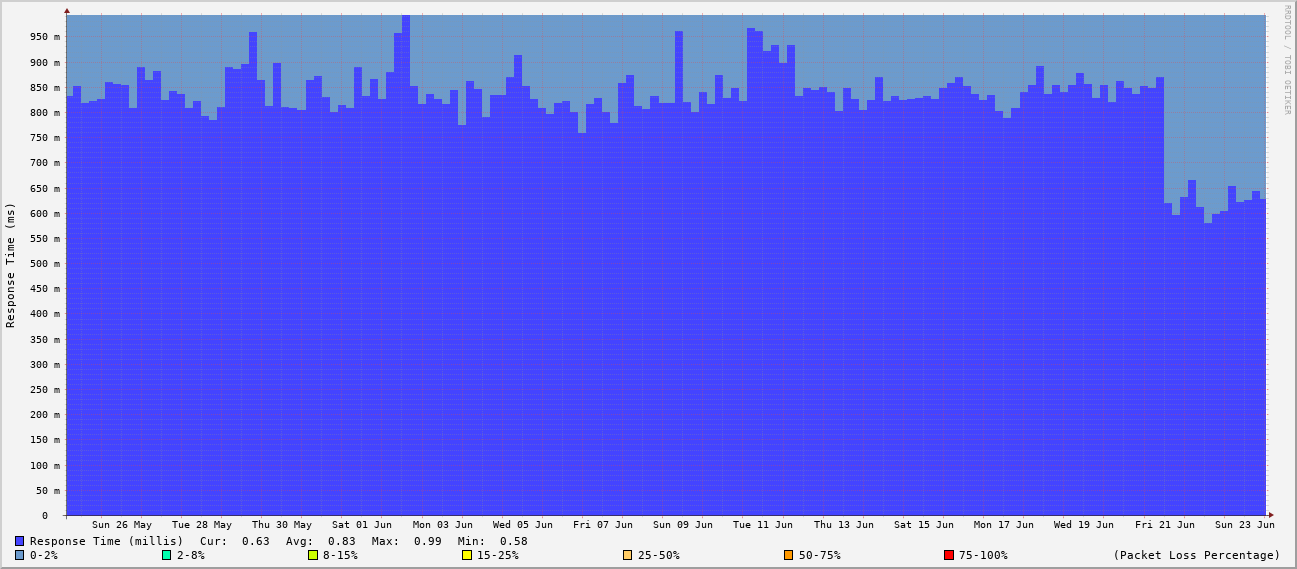 RRDTOOL / TOBI OETIKER
Response Time (ms)
950 m
900 m
850 m
800 m
750 m
700 m
650 m
600 m
550 m
500 m
450 m
400 m
350 m
300 m
250 m
200 m
150 m
100 m
50 m
0
Sun 26 May Tue 28 May Thu 30 May Sat 01 Jun Mon 03 Jun Wed 05 Jun Fri 07 Jun Sun 09 Jun Tue 11 Jun Thu 13 Jun Sat 15 Jun Mon 17 Jun Wed 19 Jun Fri 21 Jun Sun 23 Jun
Response Time (millis) Cur: 0.63 Avg: 0.83 Max: 0.99 Min: 0.58
0-2% 2-8% 8-15% 15-25% 25-50% 50-75% 75-100% (Packet Loss Percentage)